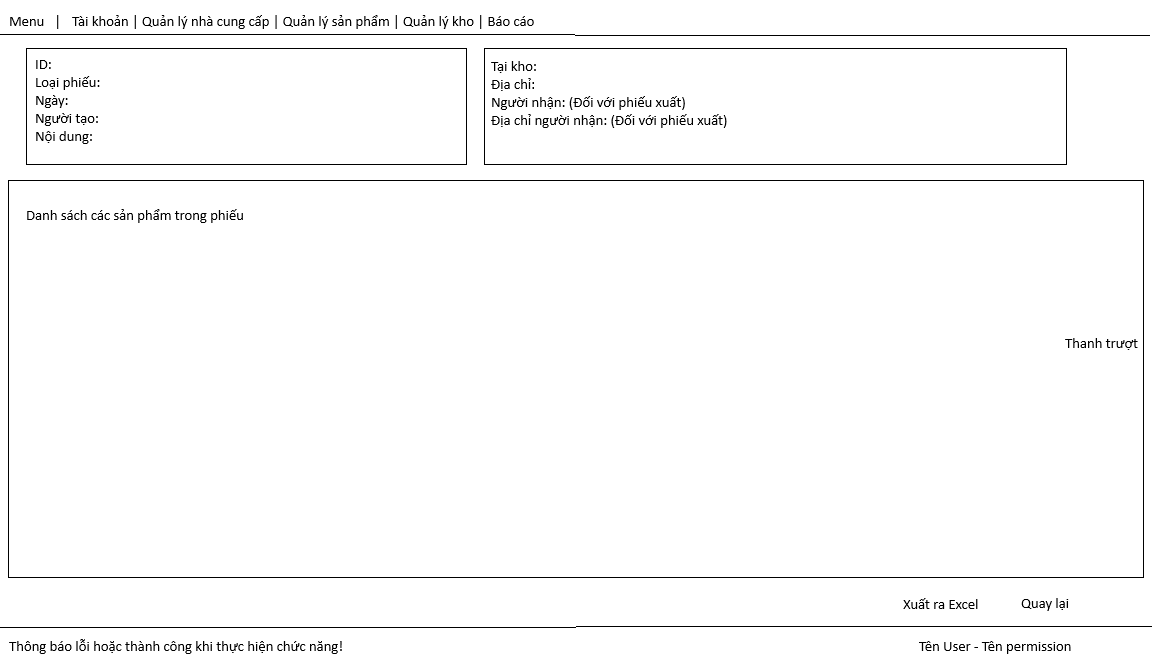 Menu | Tài khoản | Quản lý nhà cung cấp | Quản lý sản phẩm | Quản lý kho | Báo cáo
ID:
Loại phiếu:
Ngày:
Người tạo:
Nội dung:
Tại kho:
Địa chỉ:
Người nhận: (Đối với phiếu xuất)
Địa chỉ người nhận: (Đối với phiếu xuất)
Danh sách các sản phẩm trong phiếu
Thanh trượt
Xuất ra Excel
Quay lại
Thông báo lỗi hoặc thành công khi thực hiện chức năng!
Tên User - Tên permission